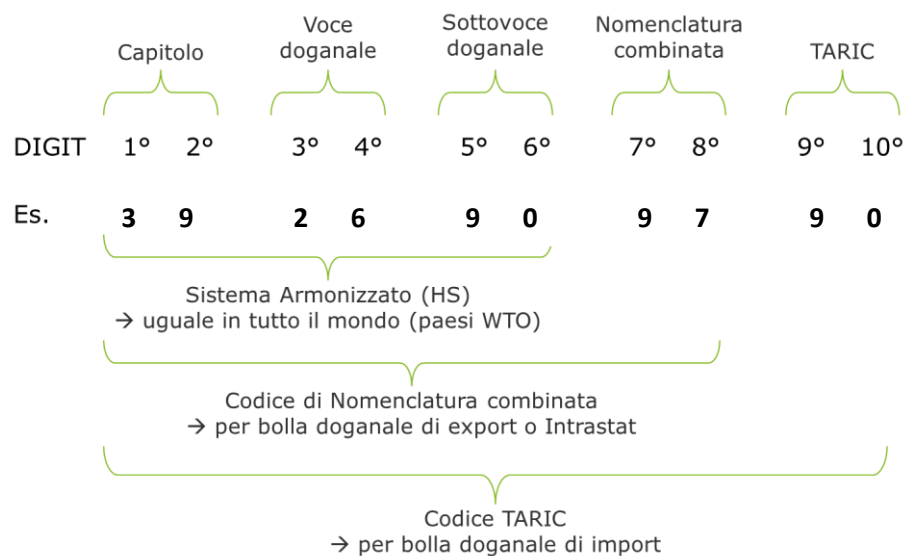 Capitolo
Voce
doganale
Sottovoce
doganale
Nomenclatura
combinata
TARIC
DIGIT 1° 2° 3° 4° 5° 6° 7° 8° 9° 10°
Es. 3 9 2 6 9 0 9 7 9 0
Sistema Armonizzato (HS)
→ uguale in tutto il mondo (paesi WTO)
Codice di Nomenclatura combinata
→ per bolla doganale di export o Intrastat
Codice TARIC
→ per bolla doganale di import